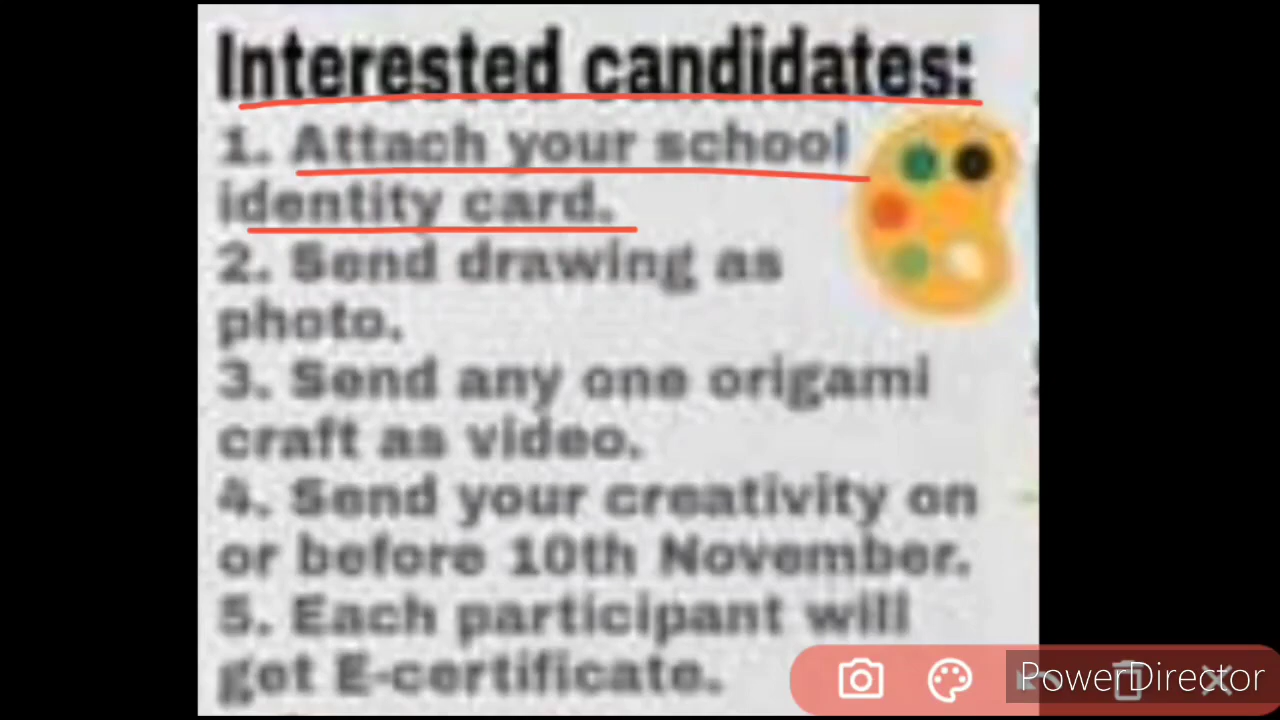 Interested candidates:
1. Attach your school
identity card.
2. Send drawing as
photo.
3. Send any one origami
craft as video.
4. Send your creativity on
or before 10th November.
5. Each participant will
get E-certificate.
PowerDirector